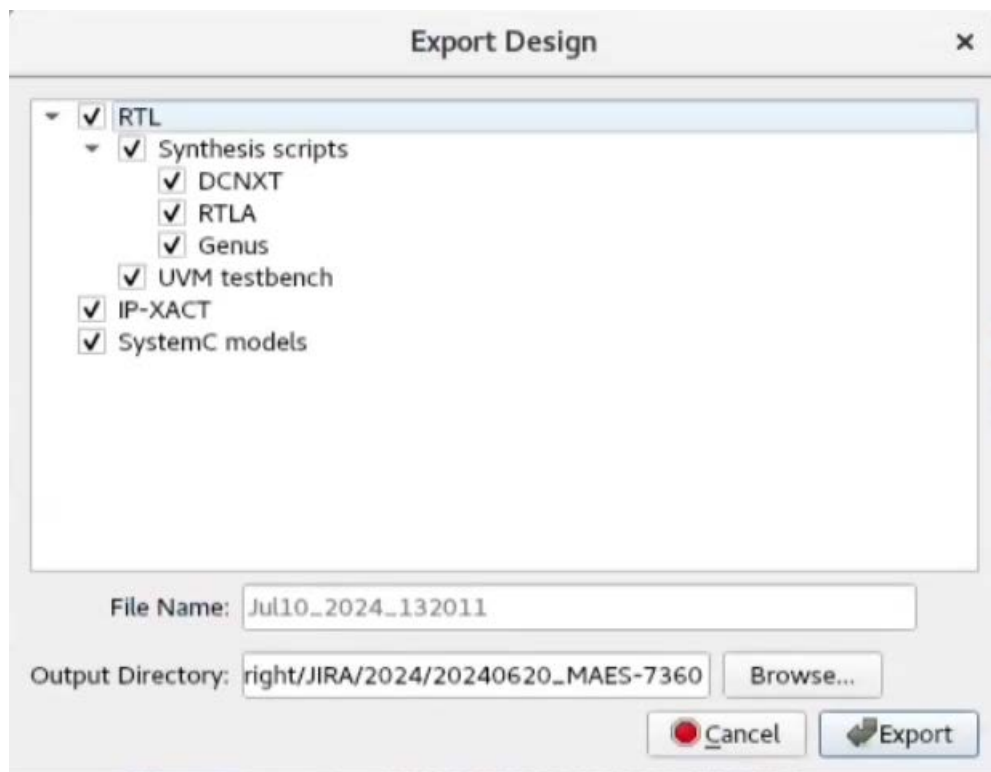 Export Design
RTL
Synthesis scripts
DCNXT
RTLA
Genus
UVM testbench
IP-XACT
SystemC models
File Name: Jul10_2024_132011
Output Directory: right/JIRA/2024/20240620_MAES-7360 Browse...
Cancel Export